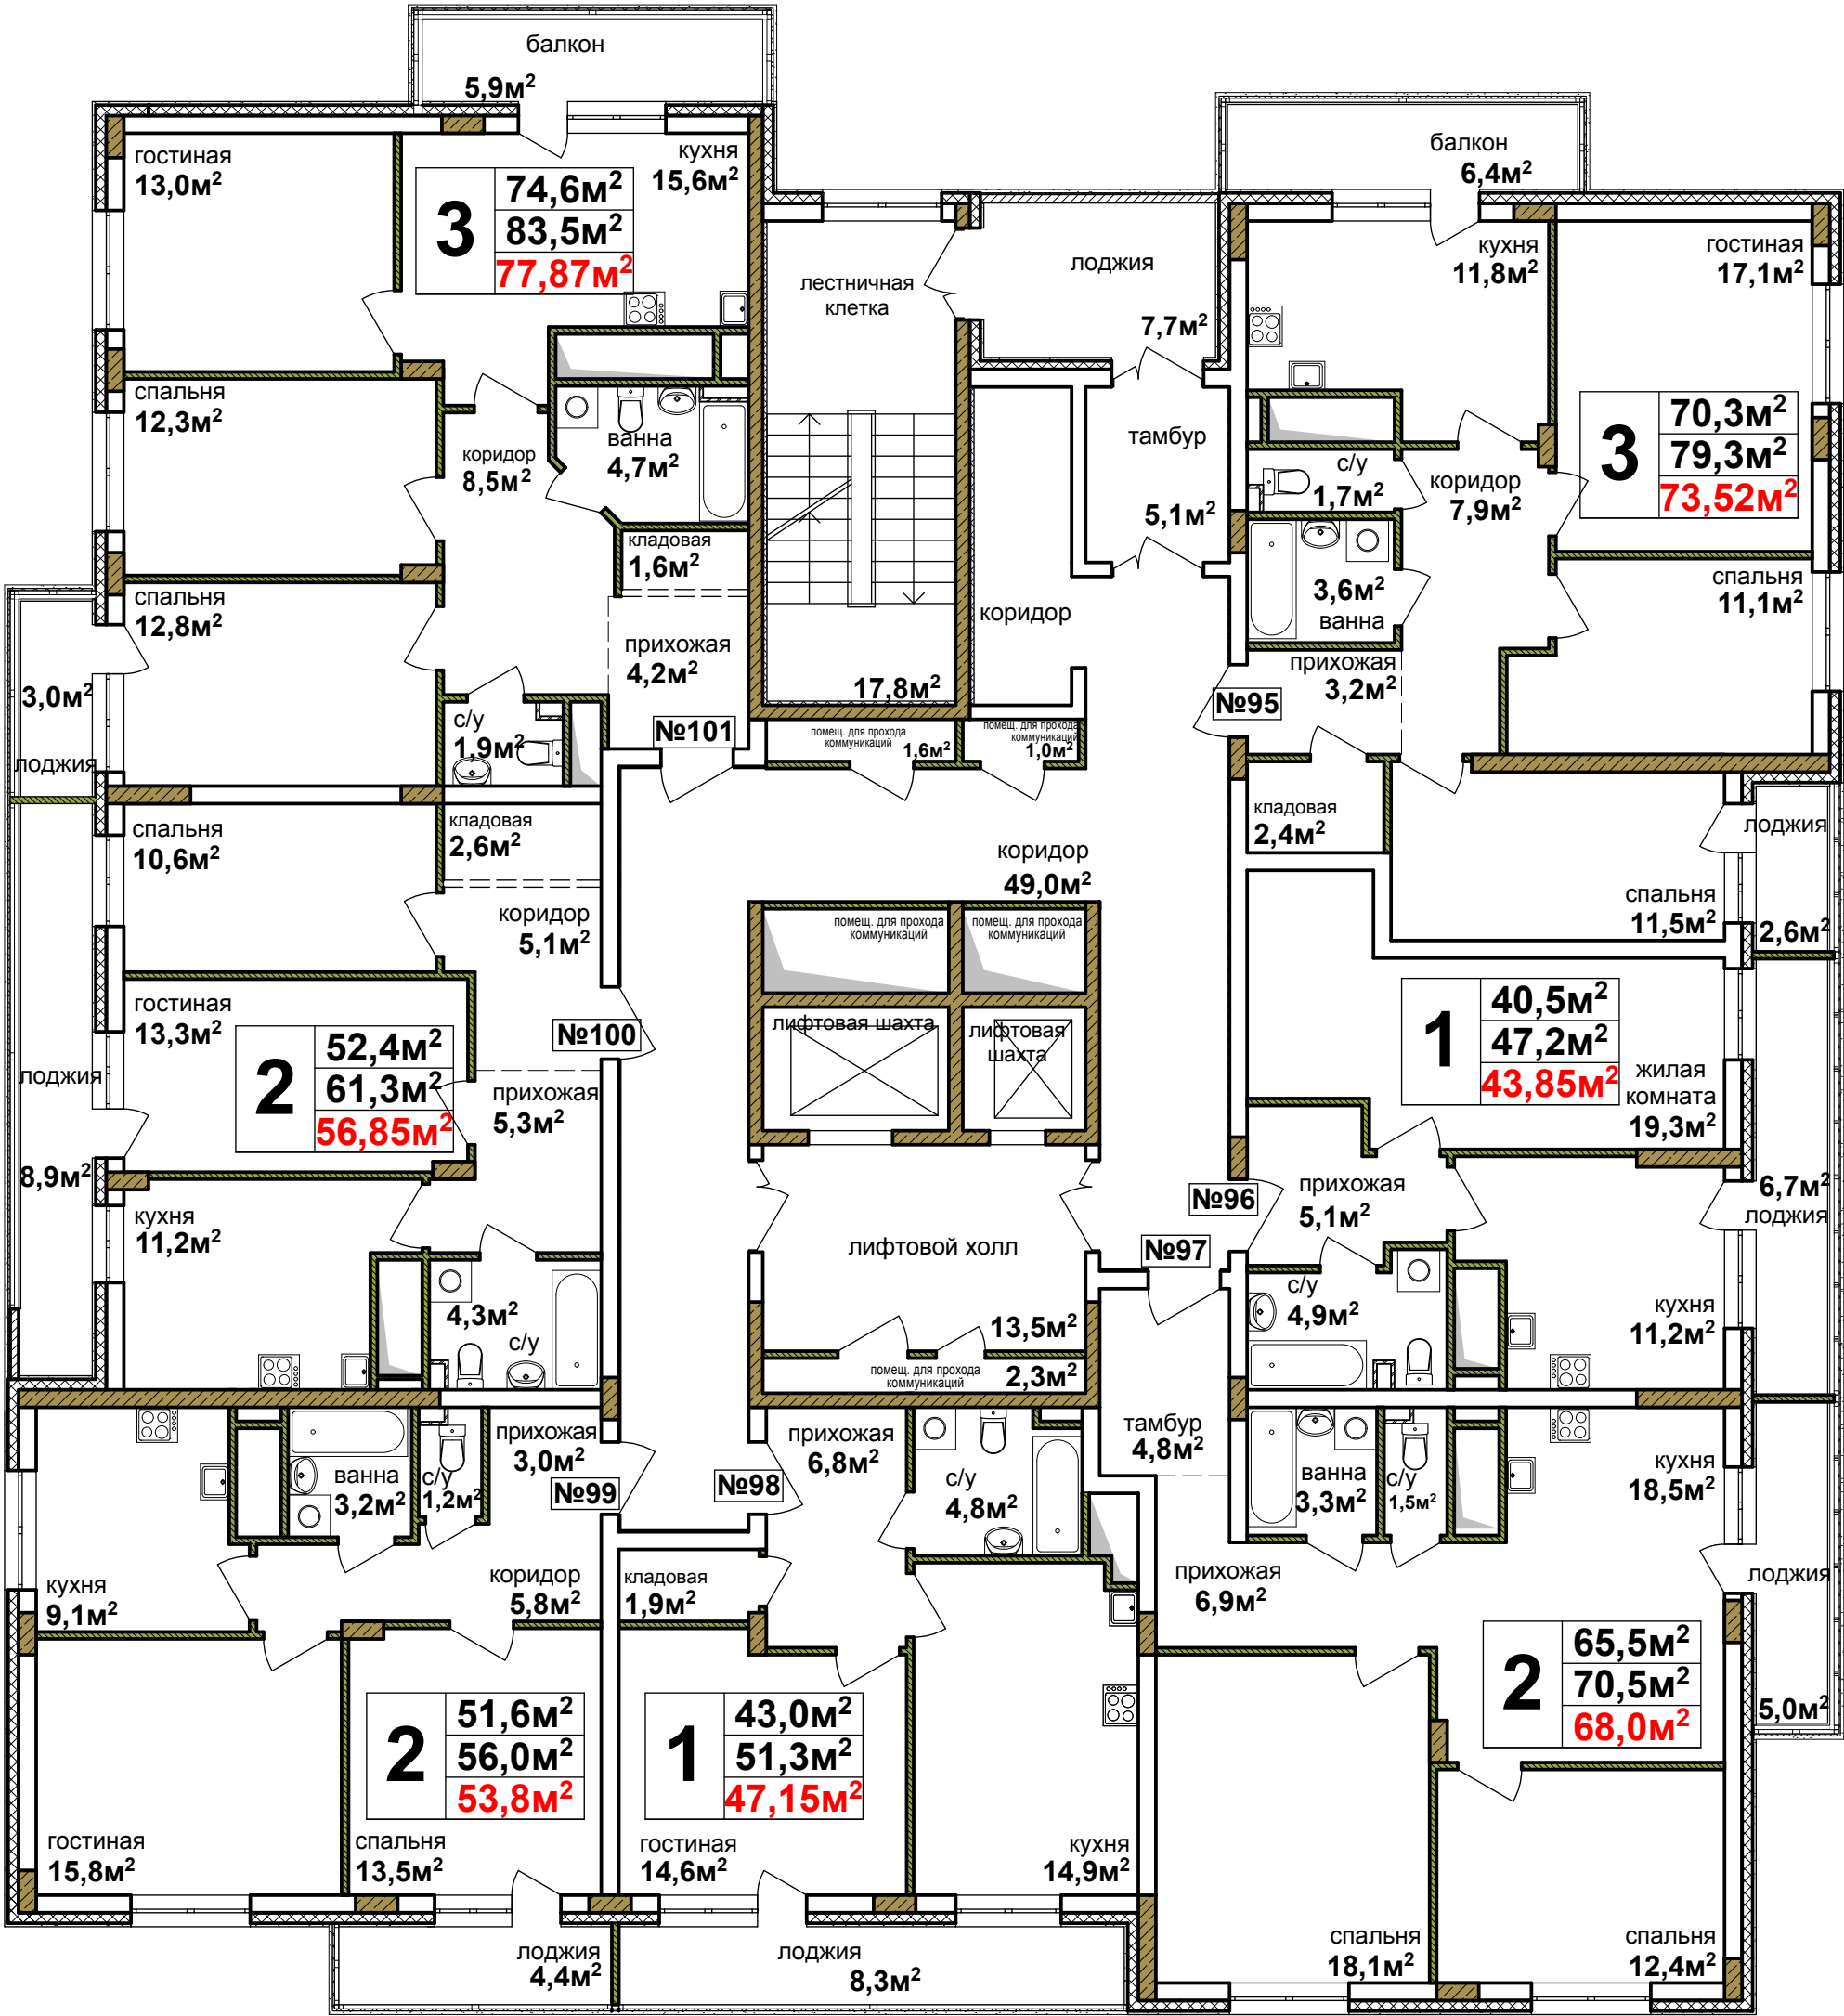 балкон
5,9м²
гостиная
13,0м²
кухня
15,6м²
3
74,6м²
83,5м²
77,87м²
спальня
12,3м²
коридор
8,5м²
ванна
4,7м²
кладовая
1,6м²
спальня
12,8м²
прихожая
4,2м²
3,0м²
лоджия
с/у
1,9м²
№101
лестничная
клетка
17,8м²
лоджия
7,7м²
тамбур
5,1м²
коридор
помещ. для прохода
коммуникаций
1,6м²
помещ. для прохода
коммуникаций
1,0м²
балкон
6,4м²
кухня
11,8м²
гостиная
17,1м²
3
70,3м²
79,3м²
73,52м²
с/у
1,7м²
коридор
7,9м²
3,6м²
ванна
спальня
11,1м²
прихожая
3,2м²
№95
кладовая
2,4м²
лоджия
2,6м²
спальня
11,5м²
спальня
10,6м²
кладовая
2,6м²
коридор
5,1м²
гостиная
13,3м²
2
52,4м²
61,3м²
56,85м²
№100
прихожая
5,3м²
лоджия
8,9м²
кухня
11,2м²
4,3м²
с/у
коридор
49,0м²
помещ. для прохода
коммуникаций
помещ. для прохода
коммуникаций
лифтовая шахта
лифтовая
шахта
лифтовой холл
13,5м²
помещ. для прохода
коммуникаций
2,3м²
1
40,5м²
47,2м²
43,85м²
жилая
комната
19,3м²
№96
прихожая
5,1м²
6,7м²
лоджия
№97
с/у
4,9м²
кухня
11,2м²
прихожая
3,0м²
№99
ванна
3,2м²
с/у
1,2м²
кухня
9,1м²
коридор
5,8м²
2
51,6м²
56,0м²
53,8м²
гостиная
15,8м²
спальня
13,5м²
лоджия
4,4м²
№98
прихожая
6,8м²
с/у
4,8м²
кладовая
1,9м²
1
43,0м²
51,3м²
47,15м²
гостиная
14,6м²
кухня
14,9м²
лоджия
8,3м²
тамбур
4,8м²
ванна
3,3м²
с/у
1,5м²
кухня
18,5м²
прихожая
6,9м²
лоджия
5,0м²
2
65,5м²
70,5м²
68,0м²
спальня
18,1м²
спальня
12,4м²